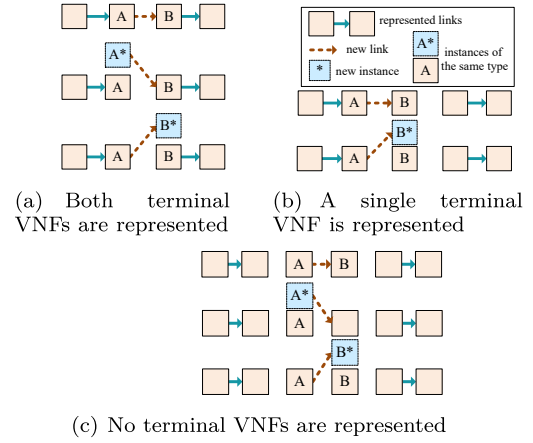 A B
A*
A B
B*
A B
(a) Both terminal
VNFs are represented
represented links
new link
* new instance
A* instances of
A the same type
A B
B*
A B
(b) A single terminal
VNF is represented
A B
A*
A
B*
A B
(c) No terminal VNFs are represented